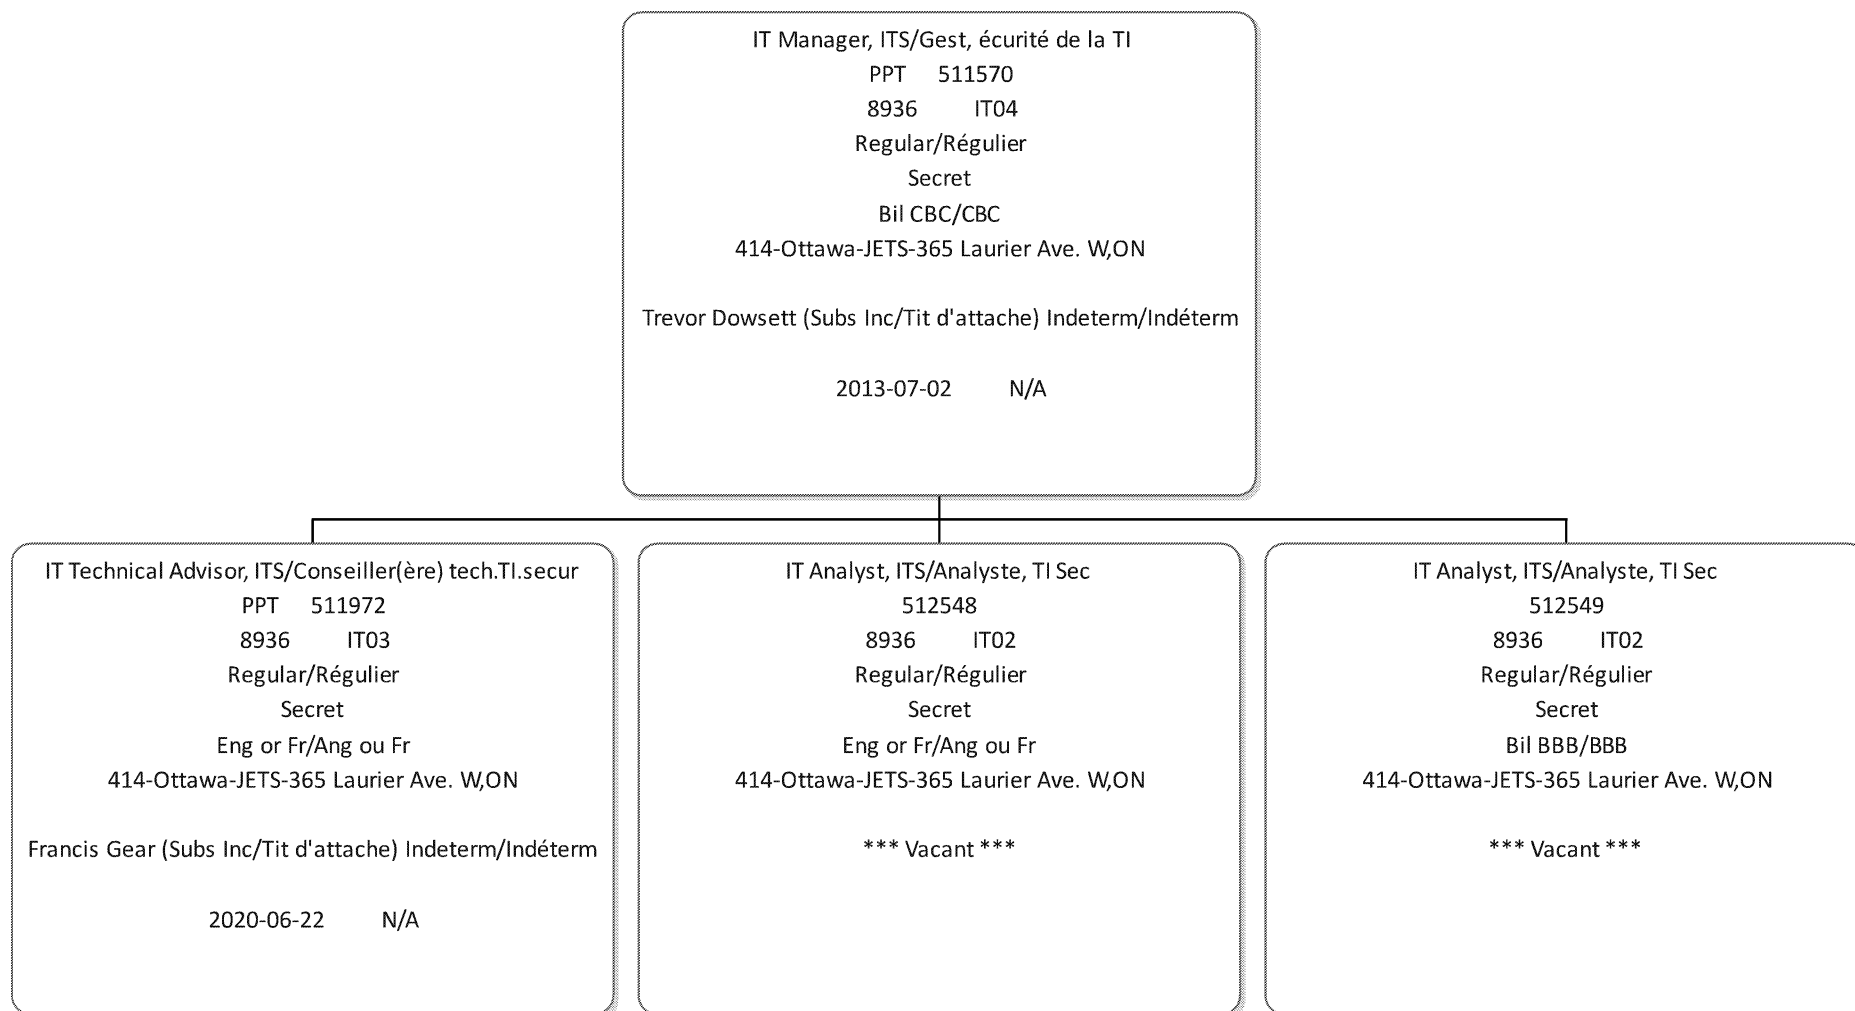 IT Manager, ITS/Gest, écurité de la TI
PPT 511570
8936 IT04
Regular/Régulier
Secret
Bil CBC/CBC
414-Ottawa-JETS-365 Laurier Ave. W,ON
Trevor Dowsett (Subs Inc/Tit d'attache) Indeterm/Indéterm
2013-07-02 N/A
IT Technical Advisor, ITS/Conseiller(ère) tech.TI.secur
PPT 511972
8936 IT03
Regular/Régulier
Secret
Eng or Fr/Ang ou Fr
414-Ottawa-JETS-365 Laurier Ave. W,ON
Francis Gear (Subs Inc/Tit d'attache) Indeterm/Indéterm
2020-06-22 N/A
IT Analyst, ITS/Analyste, TI Sec
512548
8936 IT02
Regular/Régulier
Secret
Eng or Fr/Ang ou Fr
414-Ottawa-JETS-365 Laurier Ave. W,ON
*** Vacant ***
IT Analyst, ITS/Analyste, TI Sec
512549
8936 IT02
Regular/Régulier
Secret
Bil BBB/BBB
414-Ottawa-JETS-365 Laurier Ave. W,ON
*** Vacant ***